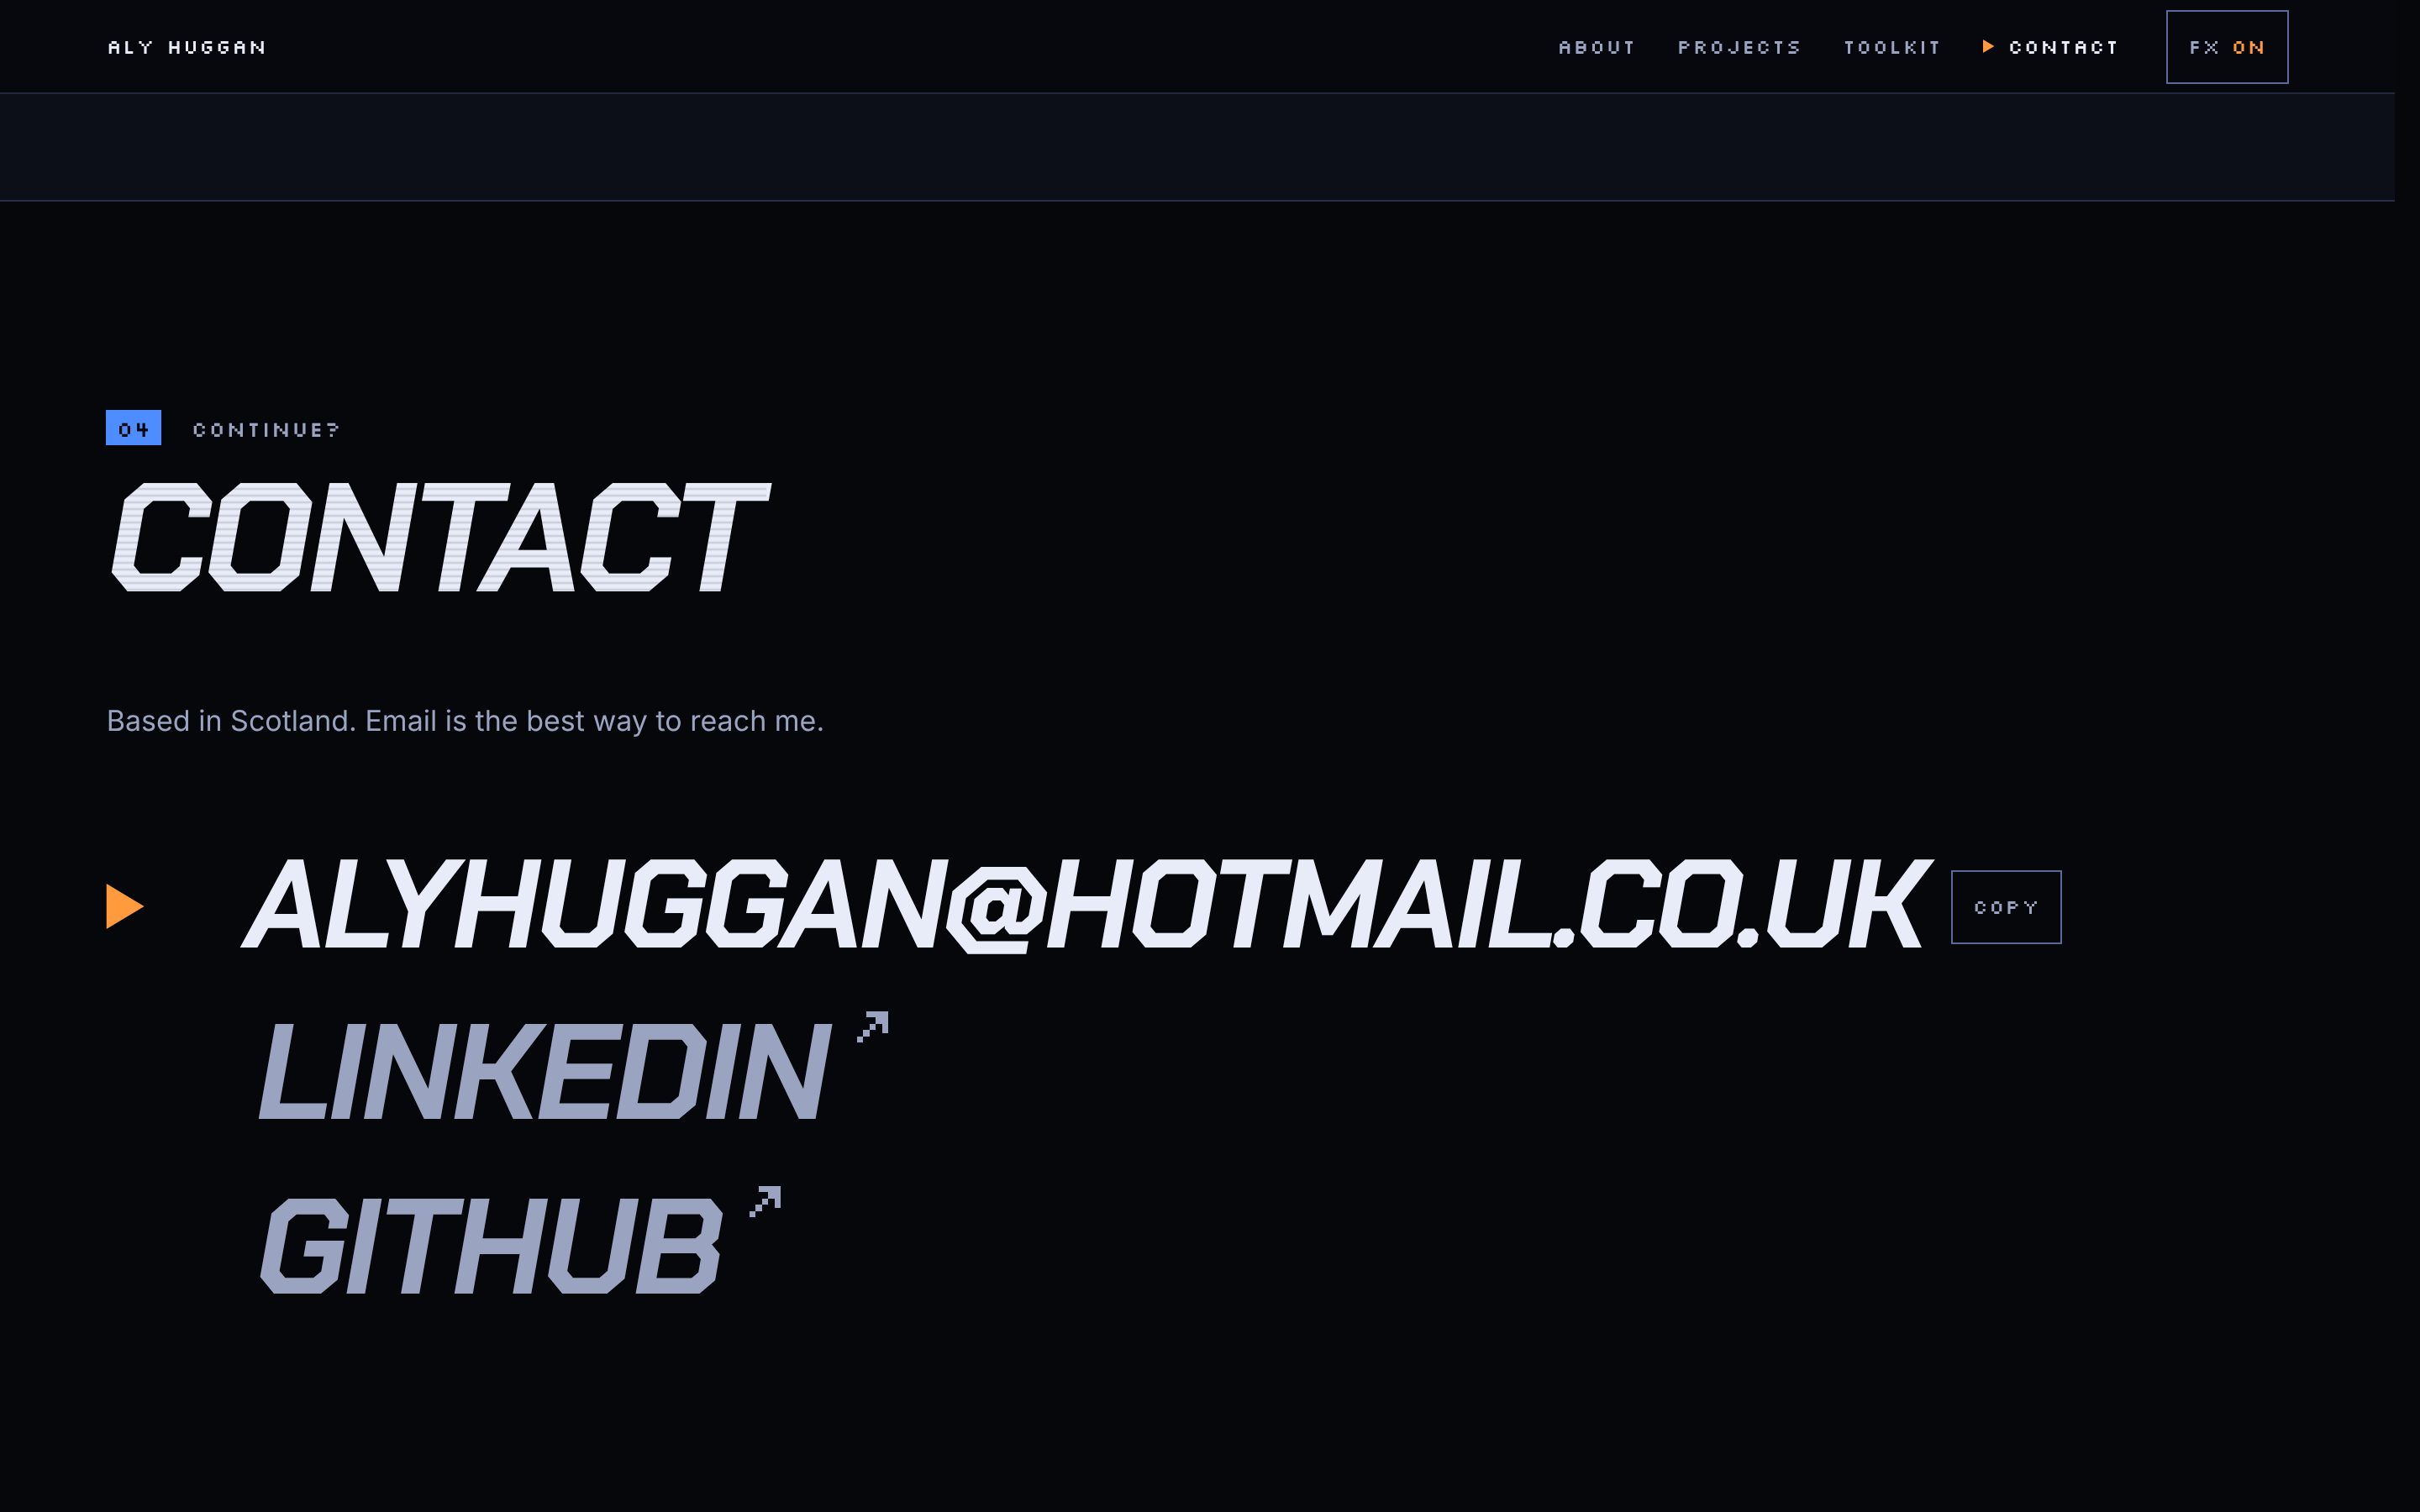 ALY HUGGAN
ABOUT PROJECTS TOOLKIT CONTACT FX ON
04 CONTINUE?
CONTACT
Based in Scotland. Email is the best way to reach me.
ALYHUGGAN@HOTMAIL.CO.UK COPY
LINKEDIN
GITHUB